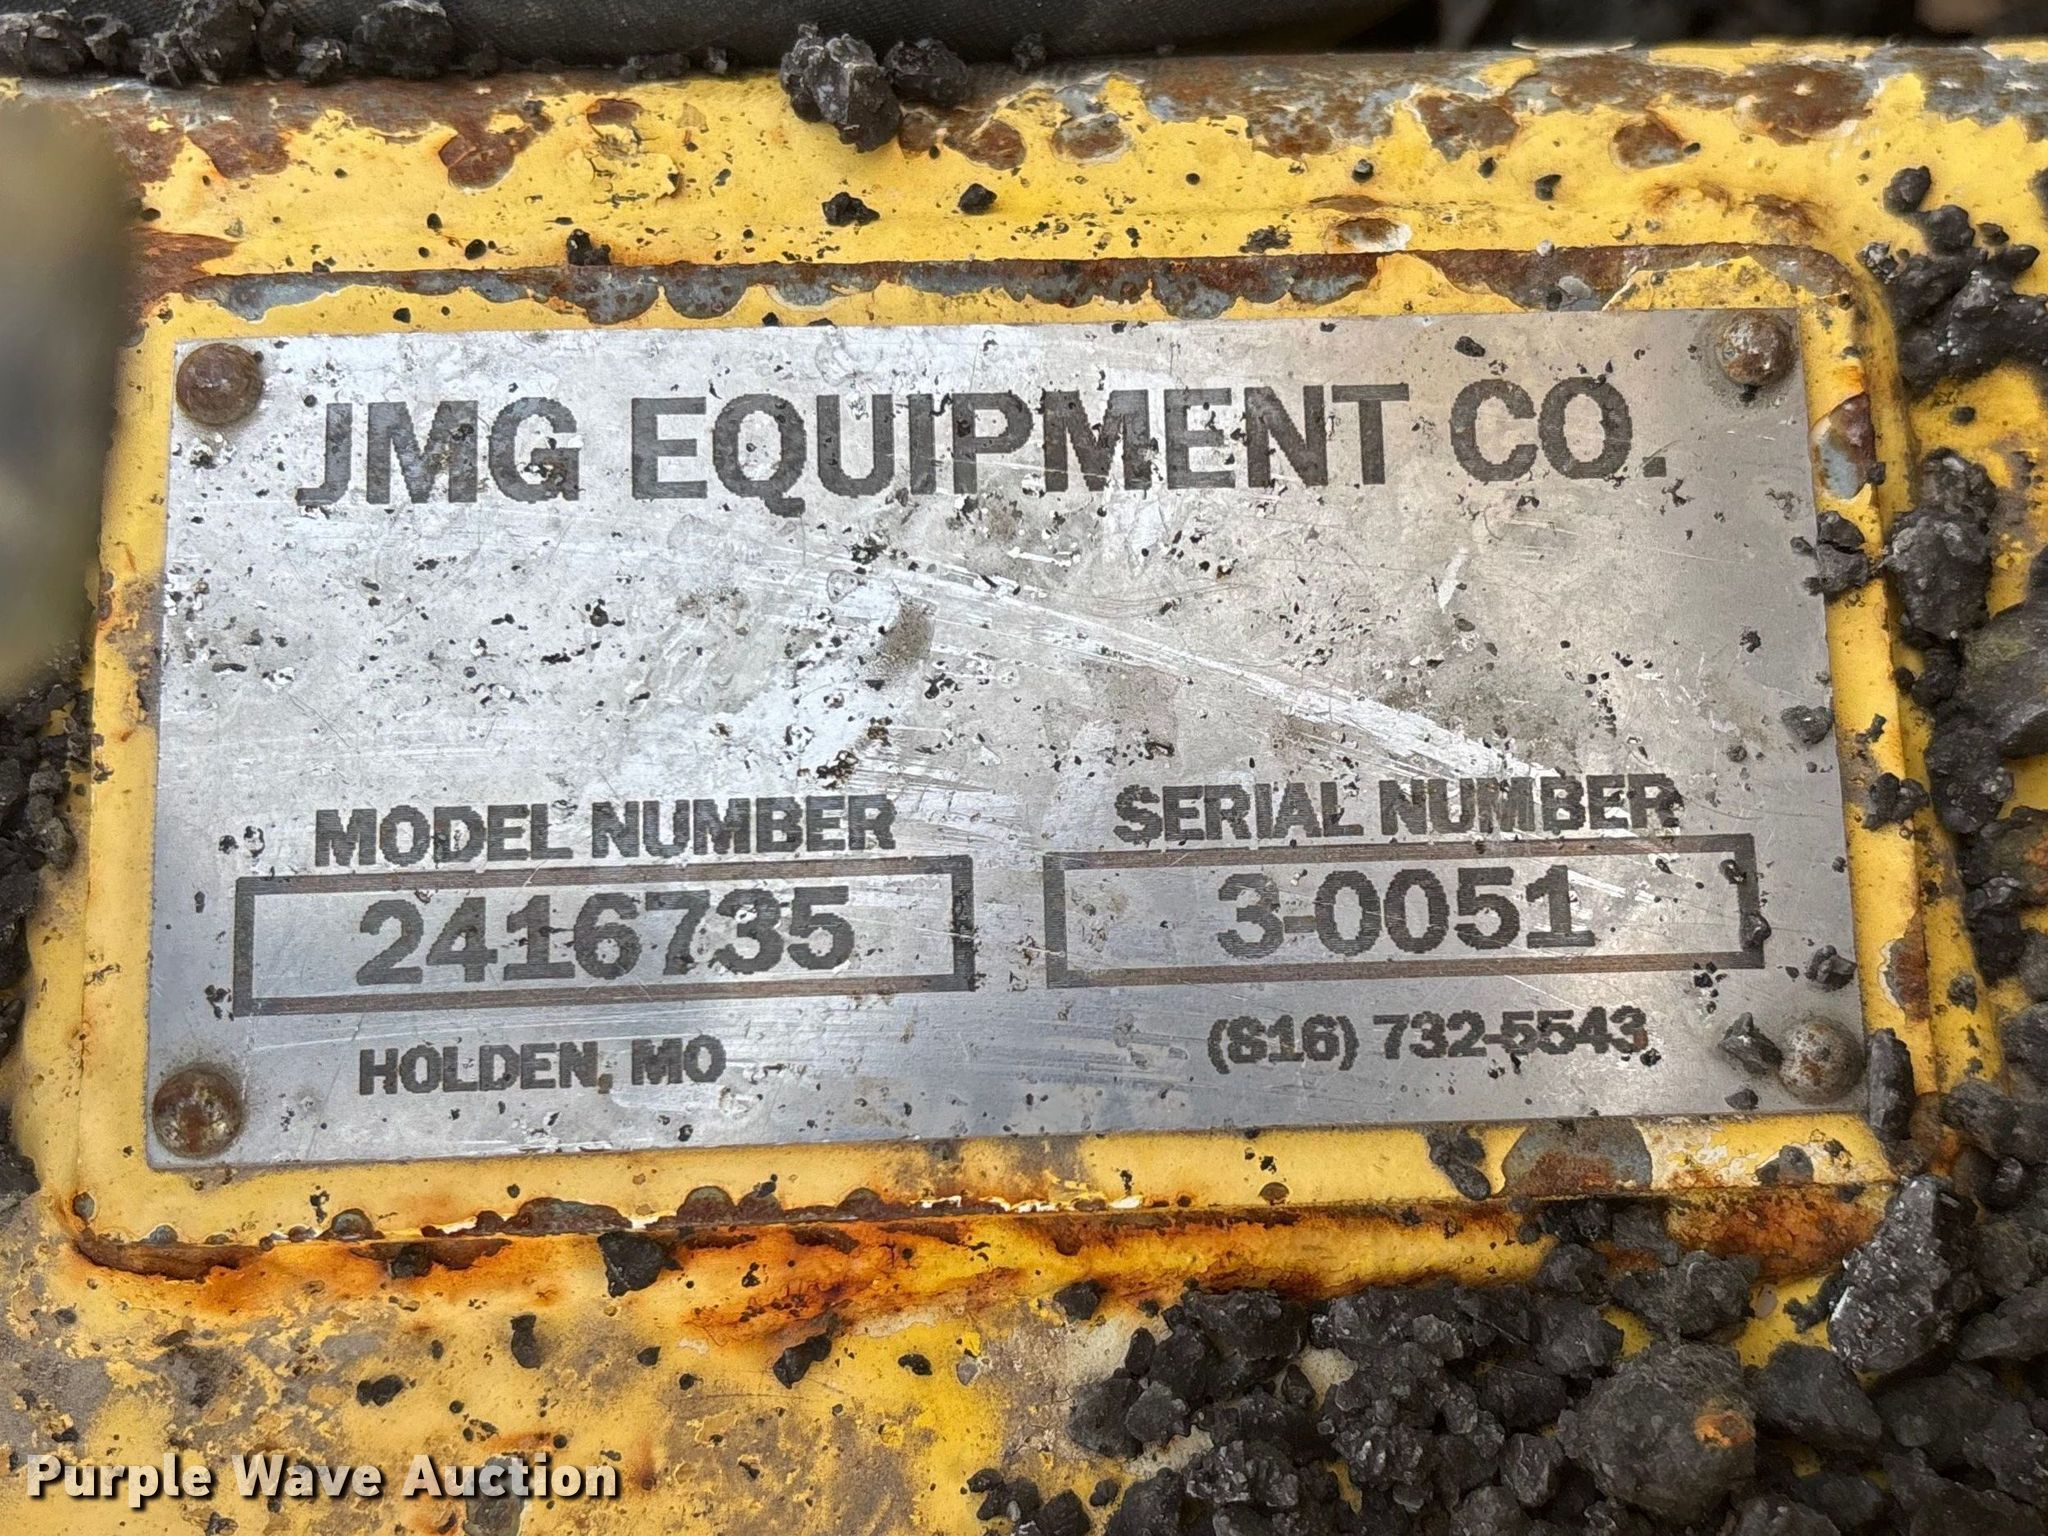 JMG EQUIPMENT CO.
MODEL NUMBER
2416735
SERIAL NUMBER
3-0051
HOLDEN, MO
(816) 732-5543
Purple Wave Auction